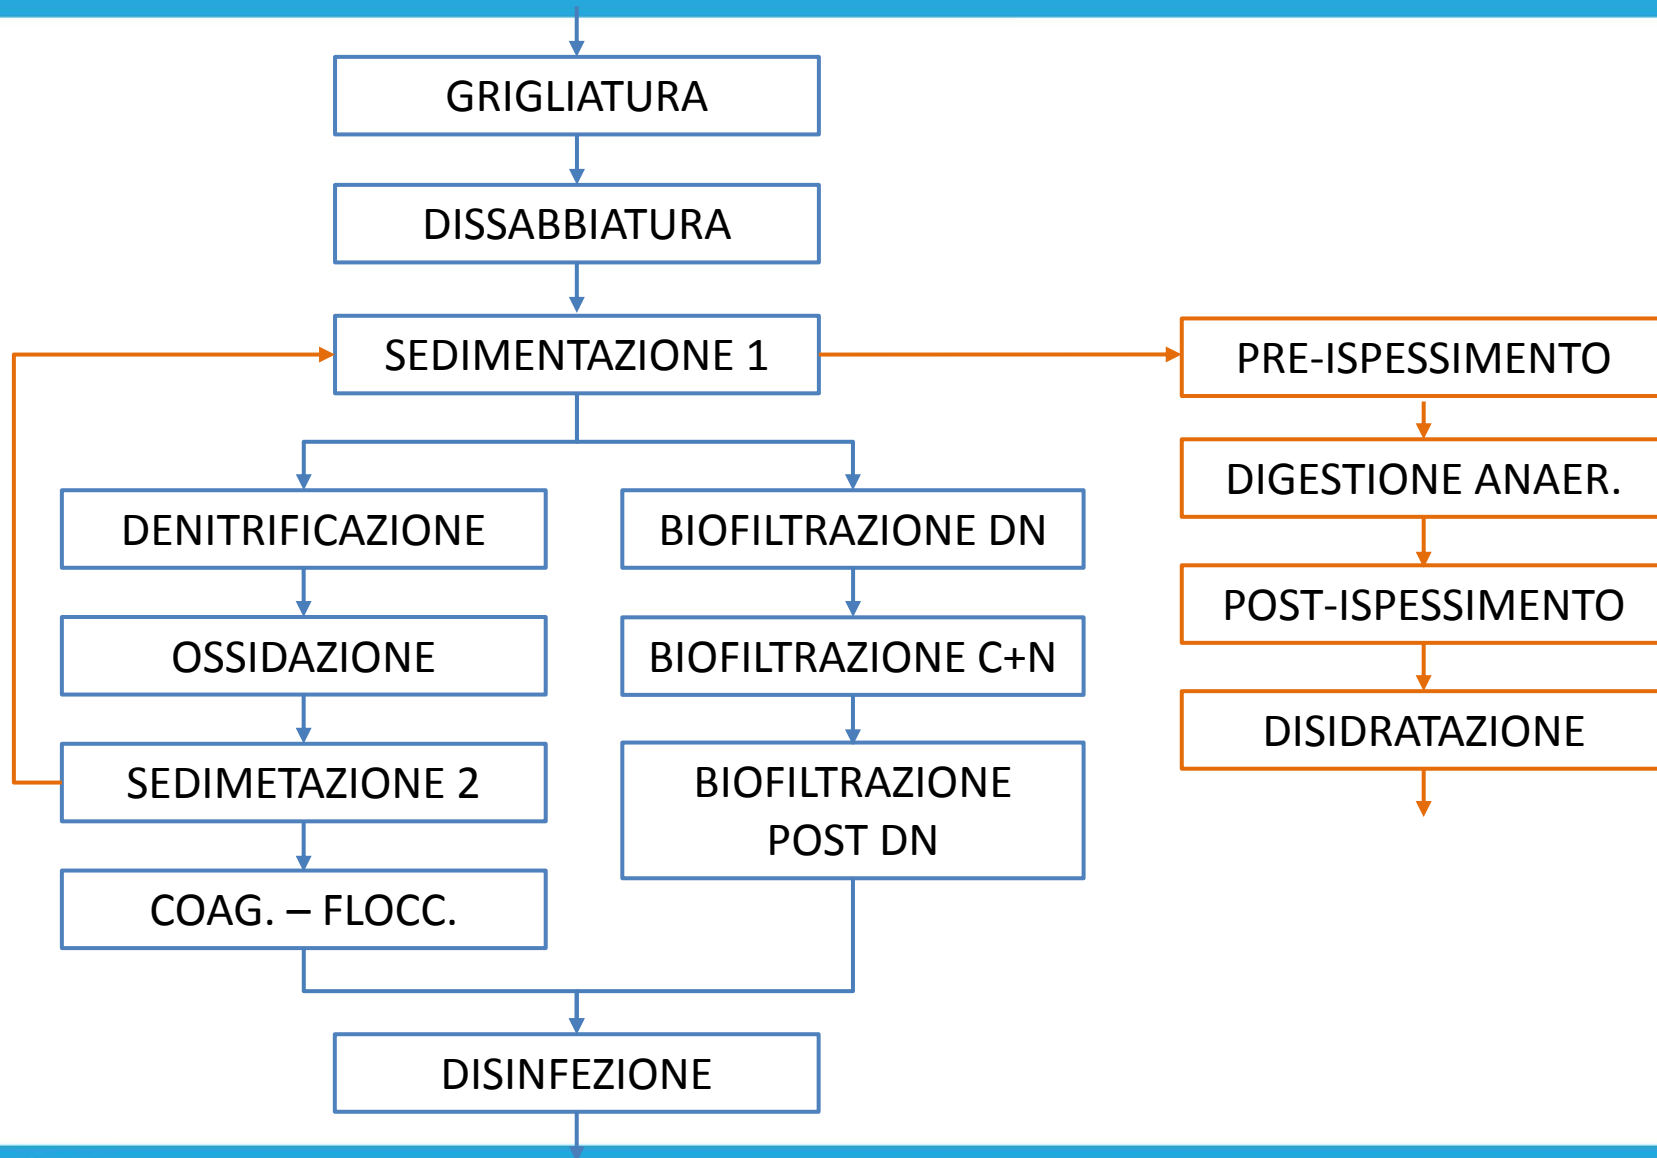 GRIGLIATURA
DISSABBIATURA
SEDIMENTAZIONE 1
DENITRIFICAZIONE
OSSIDAZIONE
SEDIMETAZIONE 2
COAG. – FLOCC.
BIOFILTRAZIONE DN
BIOFILTRAZIONE C+N
BIOFILTRAZIONE
POST DN
DISINFEZIONE
PRE-ISPESSIMENTO
DIGESTIONE ANAER.
POST-ISPESSIMENTO
DISIDRATAZIONE